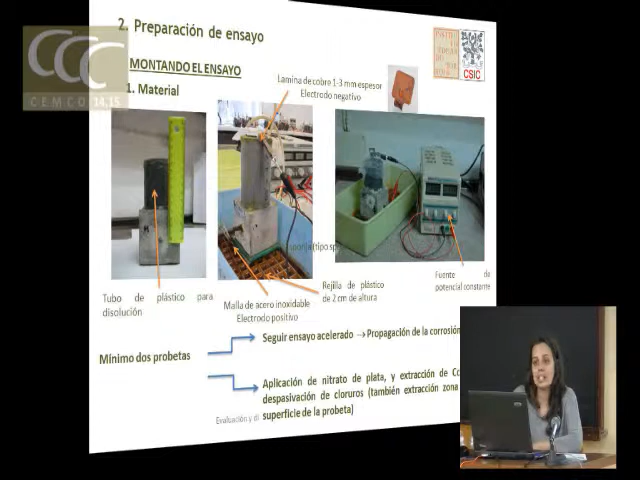 2. Preparación de ensayo
CCC
CEMCO 14,15
MONTANDO EL ENSAYO
1. Material
Lamina de cobre 1-3 mm espesor
Electrodo negativo
CSIC
Tubo de plástico para
disolución
Malla de acero inoxidable
Electrodo positivo
Rejilla de plástico
de 2 cm de altura
Fuente de
potencial constante
Mínimo dos probetas
Seguir ensayo acelerado → Propagación de la corrosión
Aplicación de nitrato de plata, y extracción de
despasivación de cloruros (también extracción zona
superficie de la probeta)
Evaluación y